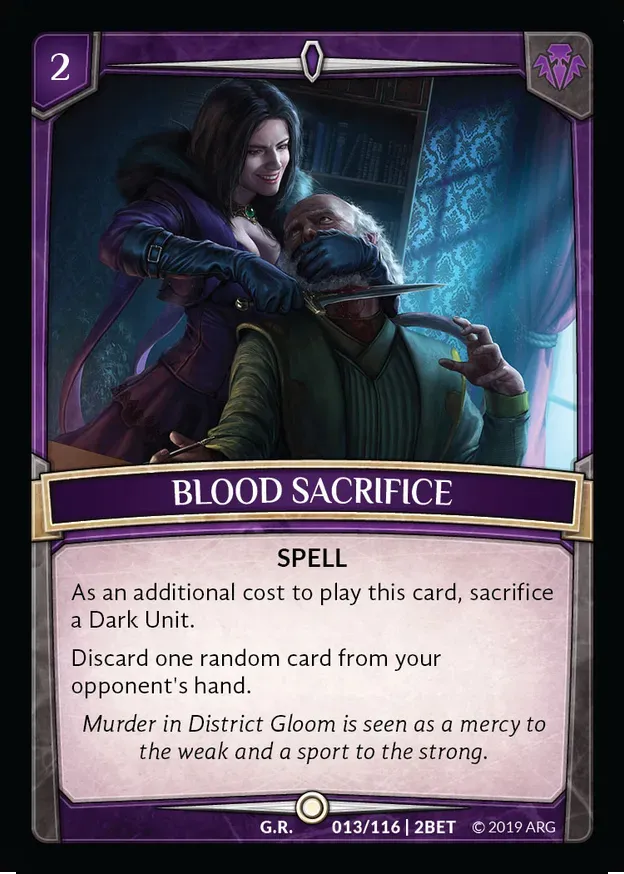 2
BLOOD SACRIFICE
SPELL
As an additional cost to play this card, sacrifice
a Dark Unit.
Discard one random card from your
opponent's hand.
Murder in District Gloom is seen as a mercy to
the weak and a sport to the strong.
G.R. 013/116 | 2BET © 2019 ARG